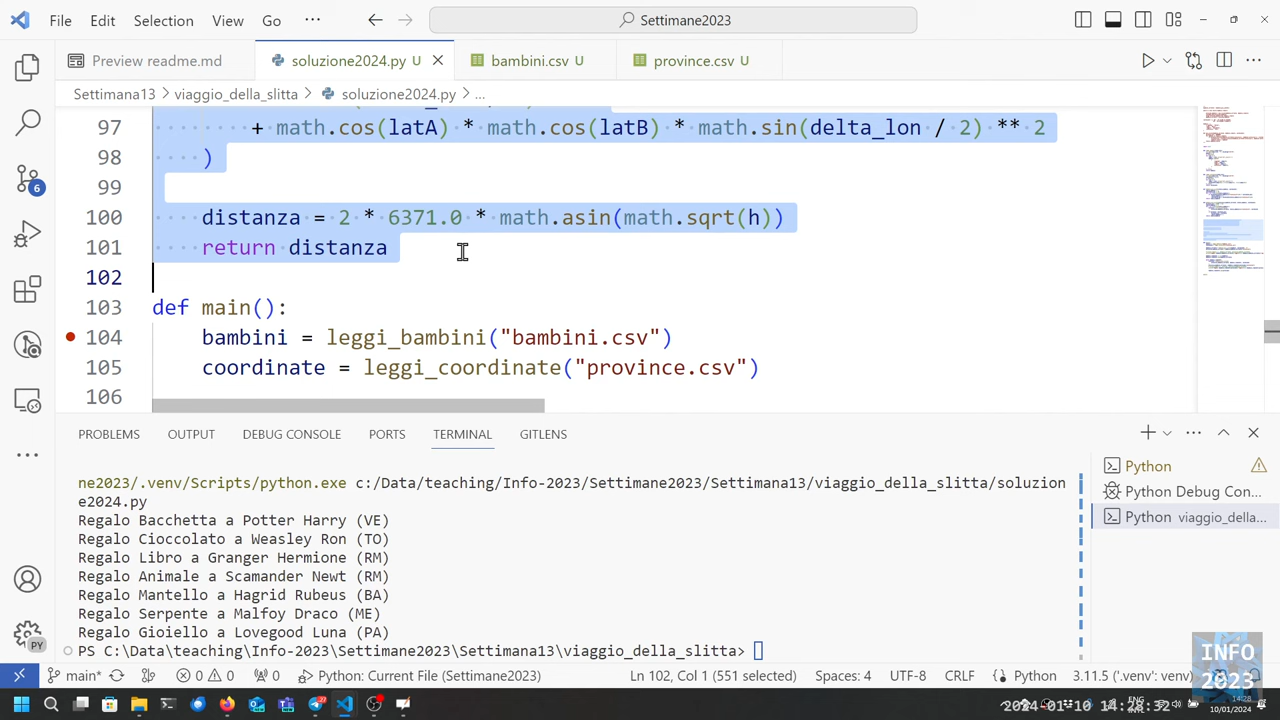 File Edit Selection View Go ··· Settimane2023
Preview readme.md soluzione2024.py U bambini.csv U province.csv U
Settimana13 > viaggio_della_slitta > soluzione2024.py > ...
97 + math.cos(latA) * math.cos(latB) * math.sin(delta_lon / 2) ** 2
98 )
99
100 distanza = 2 * 6371.0 * math.asin(math.sqrt(h))
101 return distanza
102
103 def main():
104 bambini = leggi_bambini("bambini.csv")
105 coordinate = leggi_coordinate("province.csv")
106
PROBLEMS OUTPUT DEBUG CONSOLE PORTS TERMINAL GITLENS
ne2023/.venv/Scripts/python.exe c:/Data/teaching/Info-2023/Settimane2023/Settimana13/viaggio_della_slitta/soluzion
e2024.py
Regalo Bacchetta a Potter Harry (VE)
Regalo Cioccolato a Weasley Ron (TO)
Regalo Libro a Granger Hermione (RM)
Regalo Animale a Scamander Newt (RM)
Regalo Mantello a Hagrid Rubeus (BA)
Regalo Serpente a Malfoy Draco (ME)
Regalo Gioiello a Lovegood Luna (PA)
PS C:\Data\teaching\Info-2023\Settimane2023\Settimana13\viaggio_della_slitta>
Python
Python Debug Con...
Python viaggio_della...
6
PY
INFO
2023
main* 0 0 0 Python: Current File (Settimane2023) Ln 102, Col 1 (551 selected) Spaces: 4 UTF-8 CRLF Python 3.11.5 ('.venv': venv)
ENG
2024-01-10 14:28:32
14:28
10/01/2024